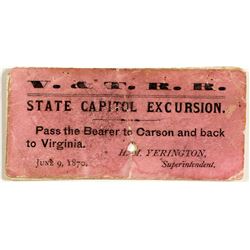 V. & T. R. R.
STATE CAPITOL EXCURSION.
Pass the Bearer to Carson and back
to Virginia.
H. M. YERINGTON,
JUNE 9, 1870.
Superintendent.